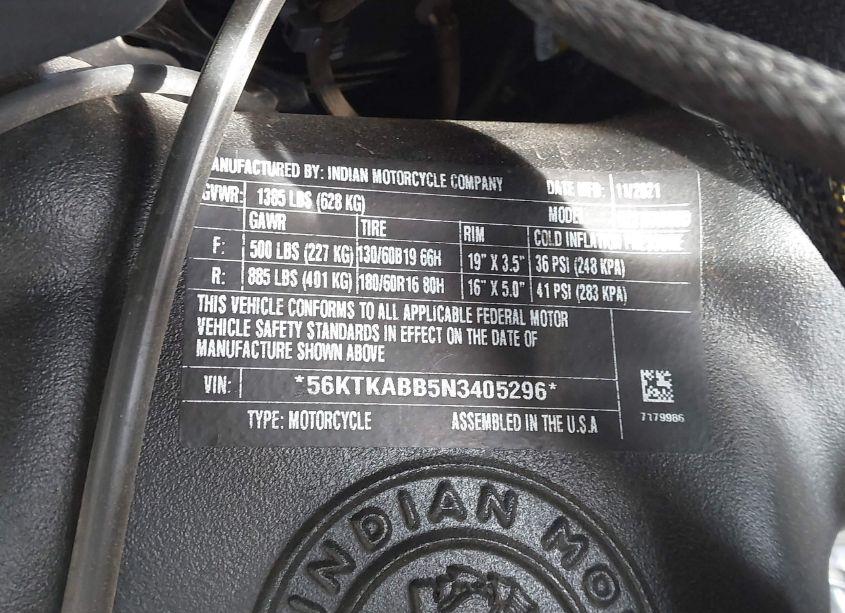 MANUFACTURED BY: INDIAN MOTORCYCLE COMPANY DATE MFD: 11/2021
GVWR: 1385 LBS (628 KG) MODEL
GAWR TIRE RIM COLD INFLATION
F: 500 LBS (227 KG) 130/60B19 66H 19" X 3.5" 36 PSI (248 KPA)
R: 885 LBS (401 KG) 180/60R16 80H 16" X 5.0" 41 PSI (283 KPA)
THIS VEHICLE CONFORMS TO ALL APPLICABLE FEDERAL MOTOR
VEHICLE SAFETY STANDARDS IN EFFECT ON THE DATE OF
MANUFACTURE SHOWN ABOVE
VIN: *56KTKABB5N3405296*
7179986
TYPE: MOTORCYCLE ASSEMBLED IN THE U.S.A
INDIAN MO